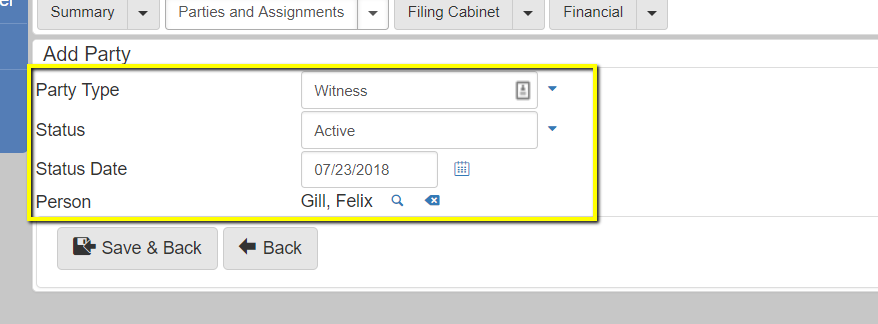 er
Summary Parties and Assignments Filing Cabinet Financial
Add Party
Party Type Witness
Status Active
Status Date 07/23/2018
Person Gill, Felix
Save & Back Back